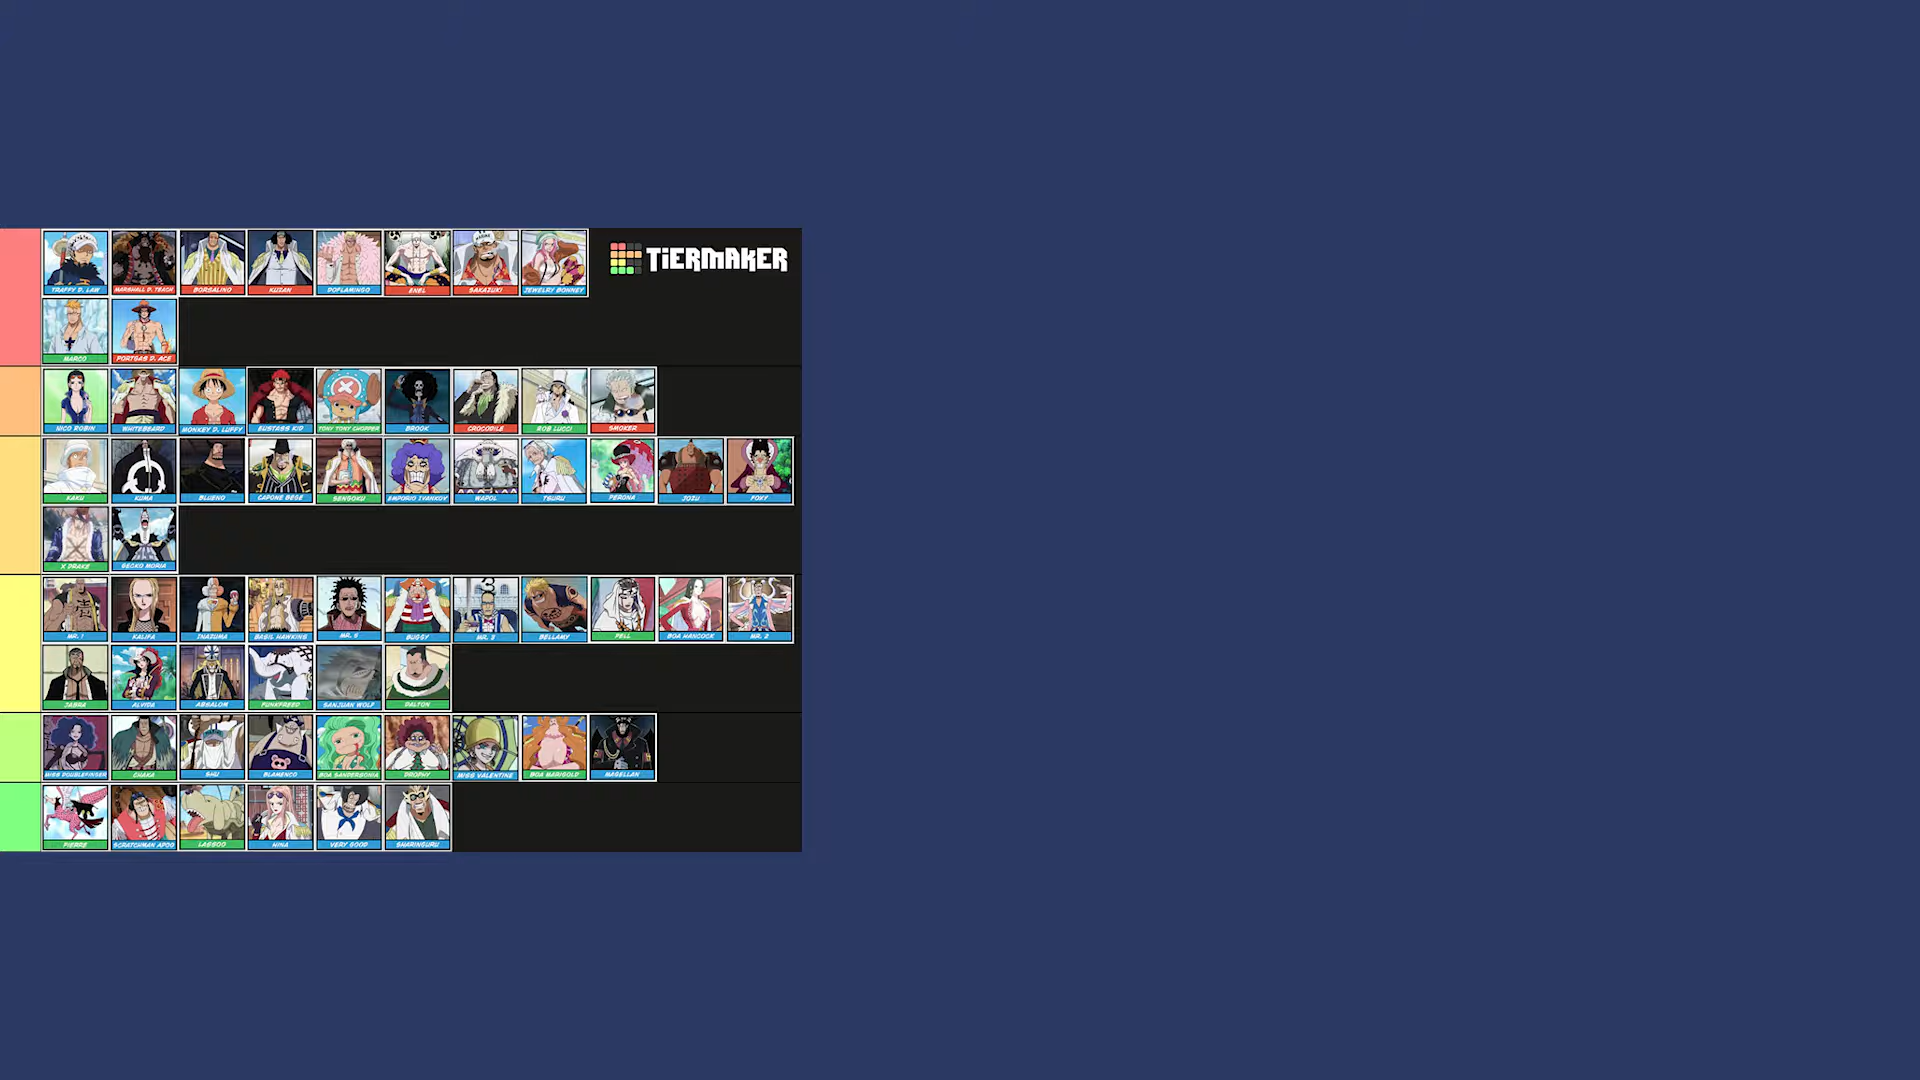 TRAFFY D. LAW MARSHALL D. TEACH BORSALINO KUZAN DOFLAMINGO ENEL SAKAZUKI JEWELRY BONNEY TIERMAKER
MARCO PORTGAS D. ACE
NICO ROBIN WHITEBEARD MONKEY D. LUFFY EUSTASS KID TONY TONY CHOPPER BROOK CROCODILE ROB LUCCI SMOKER
KAKU KUMA BLUENO CAPONE BEGE SENGOKU EMPORIO IVANKOV WAPOL TSURU PERONA JOZU FOXY
X DRAKE GECKO MORIA
MR. 1 KALIFA INAZUMA BASIL HAWKINS MR. 5 BUGGY MR. 3 BELLAMY PELL BOA HANCOCK MR. 2
JABRA ALVIDA ABSALOM FUNKFREED SANJUAN WOLF DALTON
MISS DOUBLEFINGER CHAKA SHU BLAMENCO BOA SANDERSONIA DROPHY MISS VALENTINE BOA MARIGOLD MAGELLAN
PIERRE SCRATCHMAN APOO LASSOO NINA VERY GOOD SHARINGURU